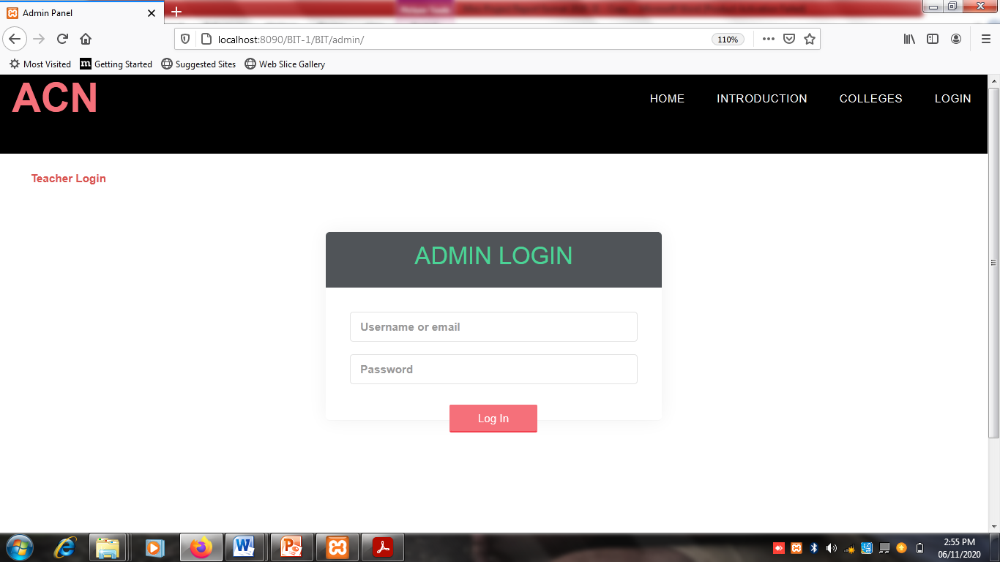 Admin Panel
localhost:8090/BIT-1/BIT/admin/
110%
Most Visited
Getting Started
Suggested Sites
Web Slice Gallery
ACN
HOME
INTRODUCTION
COLLEGES
LOGIN
Teacher Login
ADMIN LOGIN
Username or email
Password
Log In
2:55 PM
06/11/2020